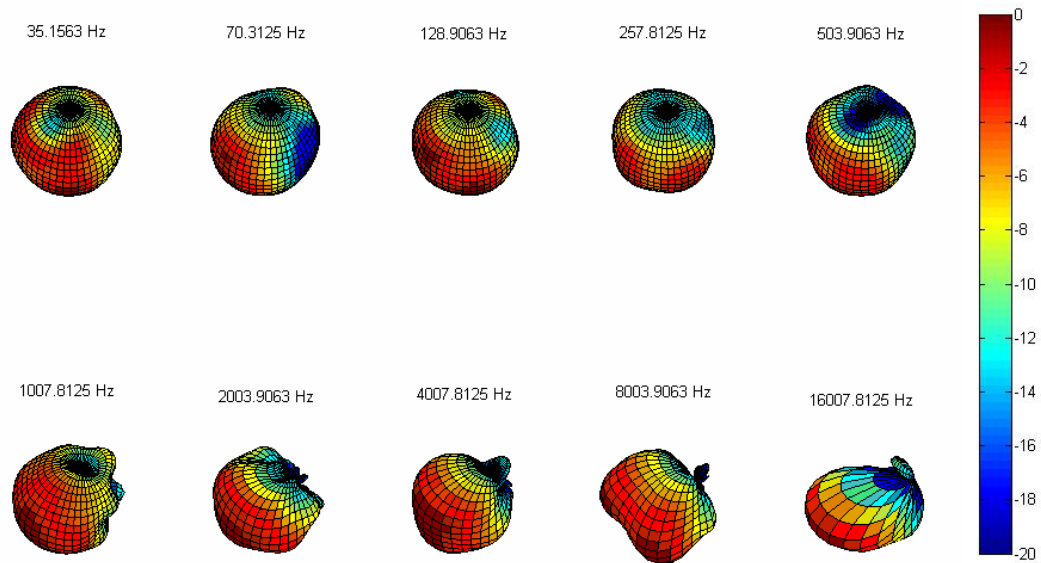 35.1563 Hz
70.3125 Hz
128.9063 Hz
257.8125 Hz
503.9063 Hz
1007.8125 Hz
2003.9063 Hz
4007.8125 Hz
8003.9063 Hz
16007.8125 Hz
0
-2
-4
-6
-8
-10
-12
-14
-16
-18
-20